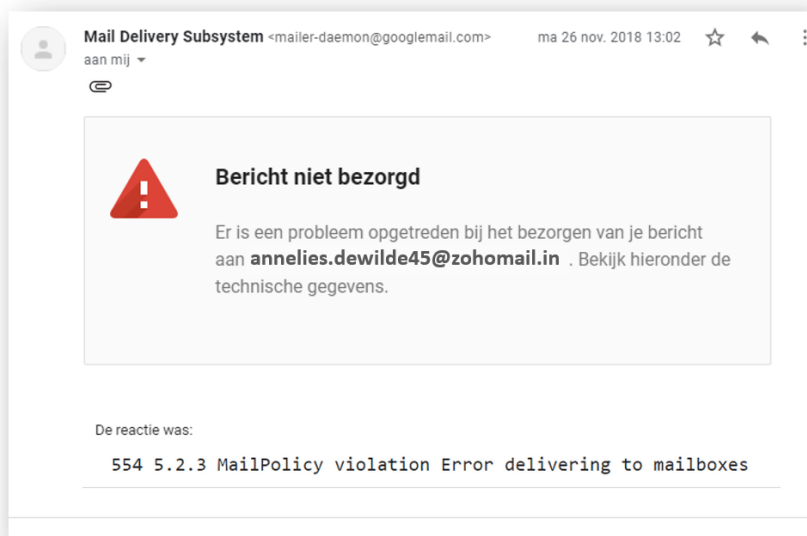 Mail Delivery Subsystem <mailer-daemon@googlemail.com> ma 26 nov. 2018 13:02
aan mij
Bericht niet bezorgd
Er is een probleem opgetreden bij het bezorgen van je bericht
aan annelies.dewilde45@zohomail.in . Bekijk hieronder de
technische gegevens.
De reactie was:
554 5.2.3 MailPolicy violation Error delivering to mailboxes